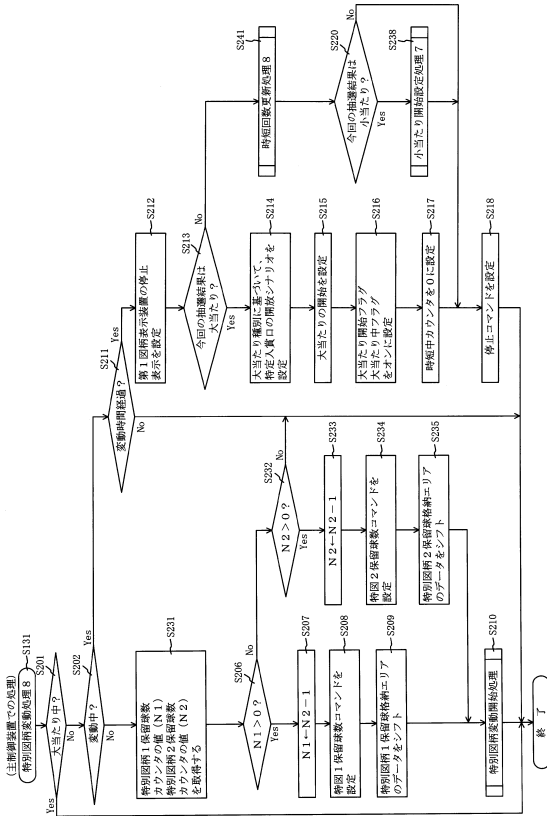 (主制御装置での処理)
特別図柄変動処理8
S131
S201
大当たり中?
Yes
No
S202
変動中?
Yes
No
S231
特別図柄1保留球数
カウンタの値(N1)
特別図柄2保留球数
カウンタの値(N2)
を取得する
S206
N1>0?
No
Yes
S207
N1←N2-1
S208
特図1保留球数コマンドを
設定
S209
特別図柄1保留球格納エリア
のデータをシフト
S232
N2>0?
No
Yes
S233
N2←N2-1
S234
特図2保留球数コマンドを
設定
S235
特別図柄2保留球格納エリア
のデータをシフト
S210
特別図柄変動開始処理
S211
変動時間経過?
Yes
No
S212
第1図柄表示装置の停止
表示を設定
S213
今回の抽選結果は
大当たり?
No
Yes
S214
大当たり種別に基づいて、
特定入賞口の開放シナリオを
設定
S215
大当たりの開始を設定
S216
大当たり開始フラグ
大当たり中フラグ
をオンに設定
S217
時短中カウンタを0に設定
S218
停止コマンドを設定
S241
時短回数更新処理8
S220
今回の抽選結果は
小当たり?
No
Yes
S238
小当たり開始設定処理7
終了